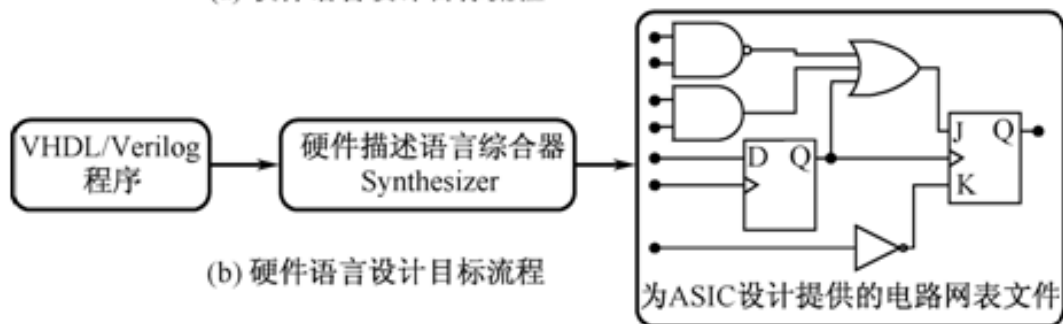 VHDL/Verilog
程序
硬件描述语言综合器
Synthesizer
D Q
J Q
K
(b) 硬件语言设计目标流程
为ASIC设计提供的电路网表文件